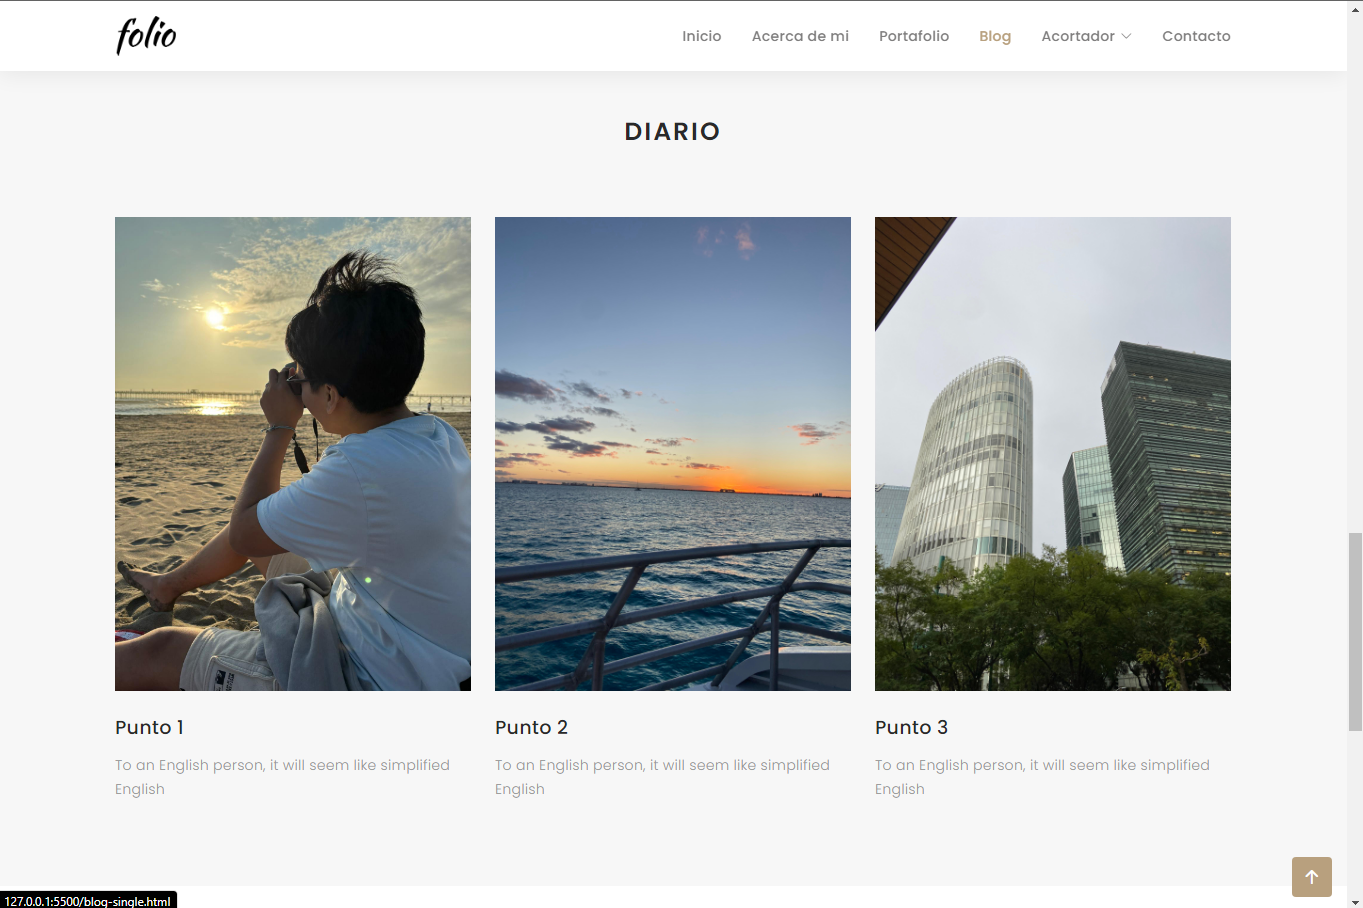 folio
Inicio Acerca de mi Portafolio Blog Acortador Contacto
DIARIO
Punto 1
To an English person, it will seem like simplified
English
Punto 2
To an English person, it will seem like simplified
English
Punto 3
To an English person, it will seem like simplified
English
127.0.0.1:5500/blog-single.html